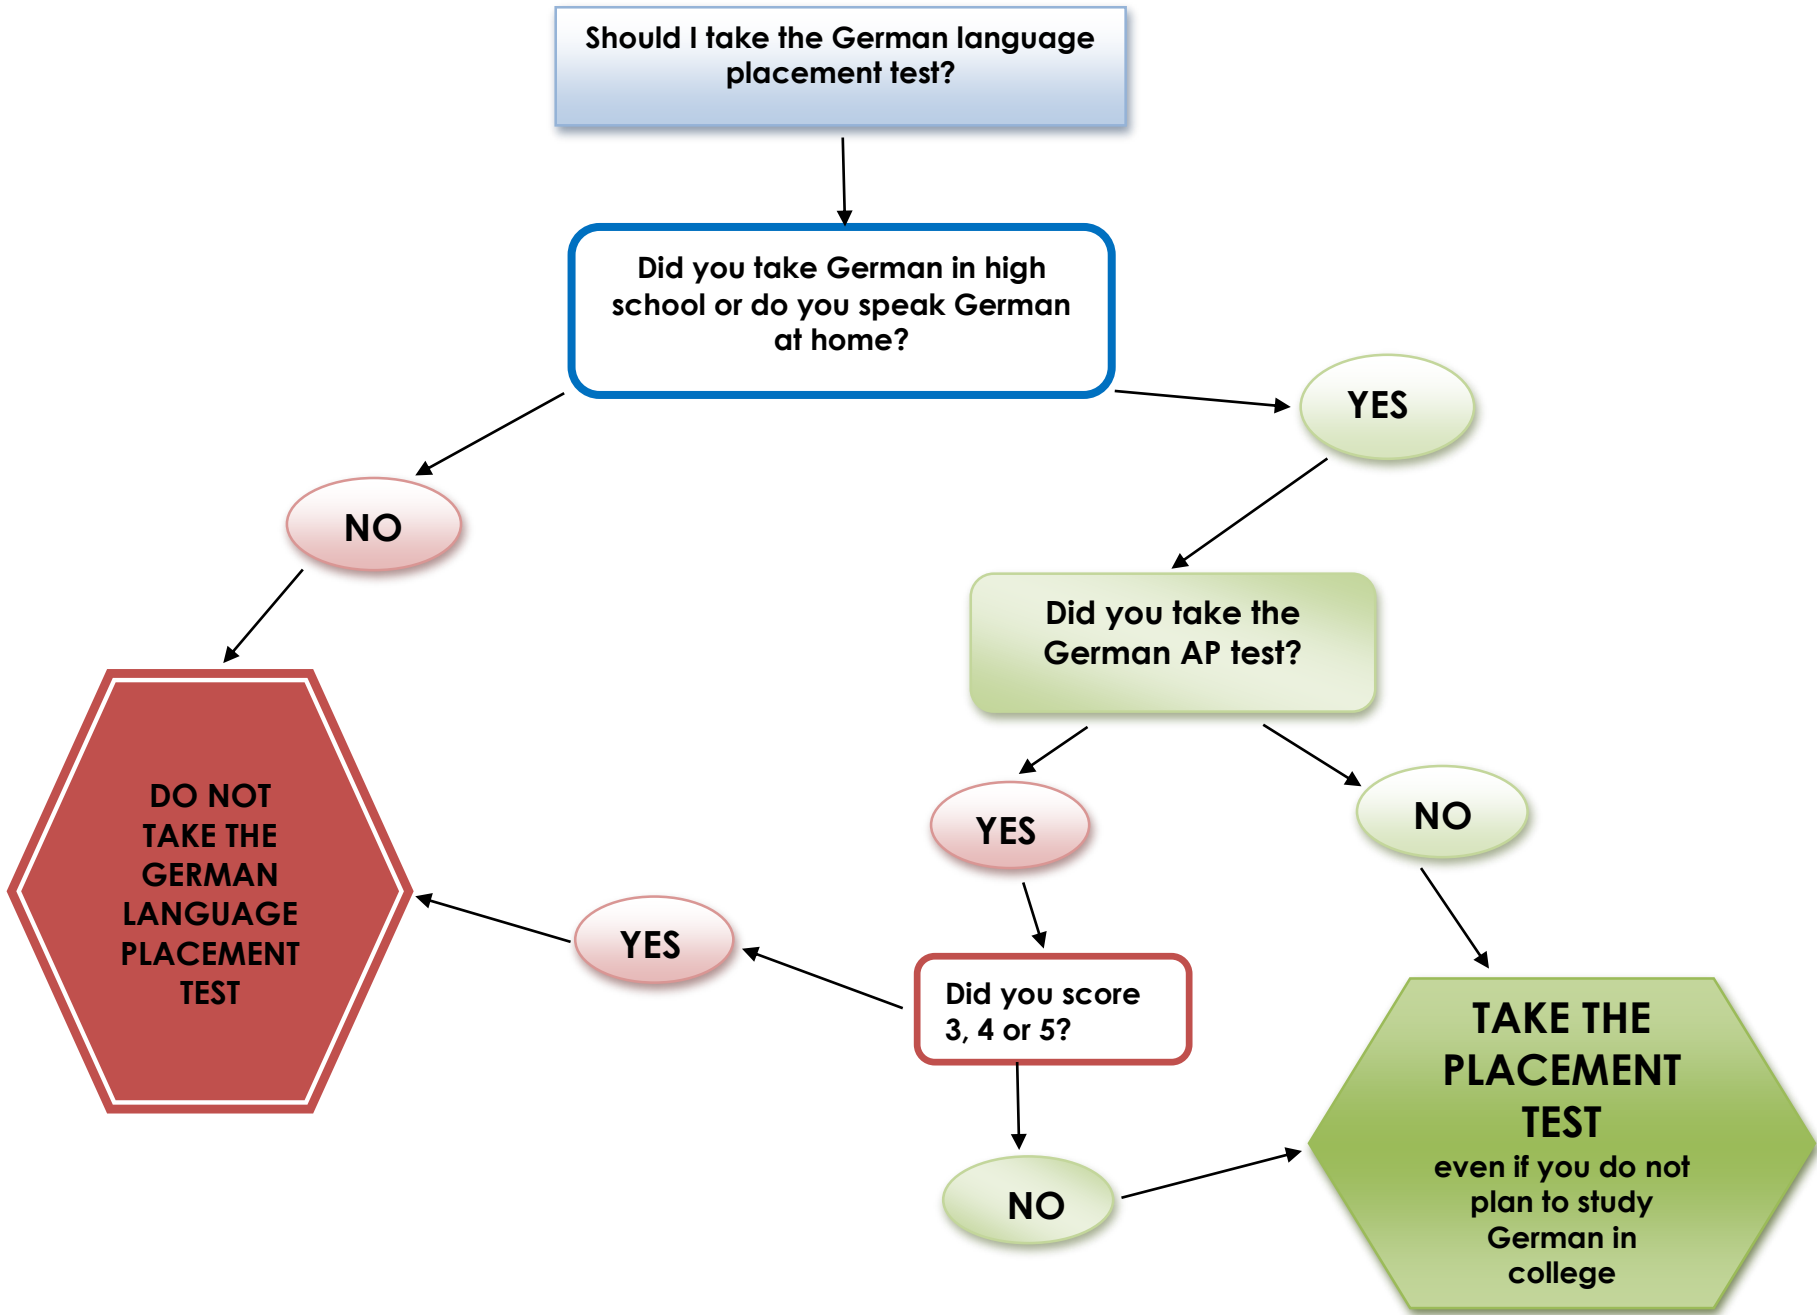 Should I take the German language
placement test?
Did you take German in high
school or do you speak German
at home?
YES
NO
Did you take the
German AP test?
YES
NO
DO NOT
TAKE THE
GERMAN
LANGUAGE
PLACEMENT
TEST
YES
Did you score
3, 4 or 5?
NO
TAKE THE
PLACEMENT
TEST
even if you do not
plan to study
German in
college